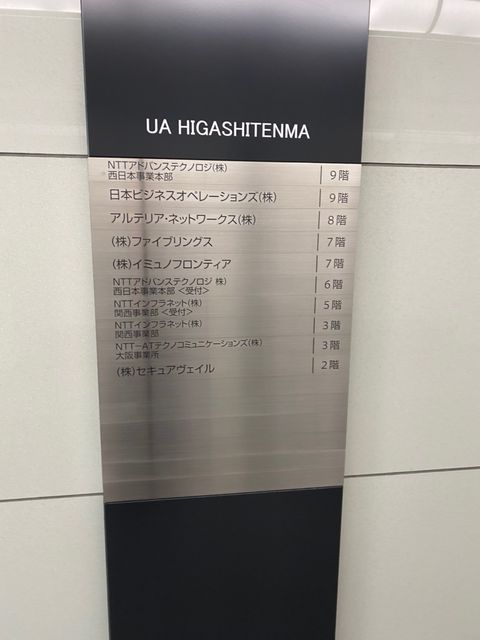 UA HIGASHITENMA
NTTアドバンステクノロジ(株)
西日本事業本部 9階
日本ビジネスオペレーションズ(株) 9階
アルテリア・ネットワークス(株) 8階
(株)ファイブリングス 7階
(株)イミュノフロンティア 7階
NTTアドバンステクノロジ 株)
西日本事業本部 <受付> 6階
NTTインフラネット(株)
関西事業部 <受付> 5階
NTTインフラネット(株)
関西事業部 3階
NTT-ATテクノコミュニケーションズ(株)
大阪事業所 3階
(株)セキュアヴェイル 2階